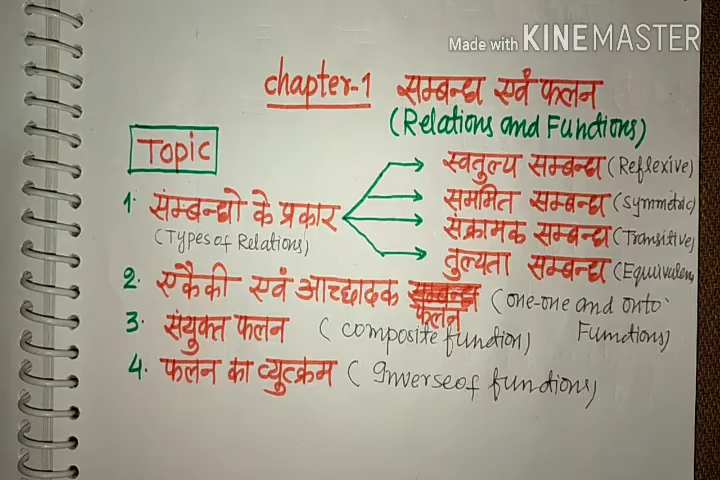 Made with KINEMASTER
chapter-1 सम्बन्ध एवं फलन
(Relations and Functions)
Topic
1. संम्बन्धो के प्रकार
(Types of Relations)
स्वतुल्य सम्बन्ध (Reflexive)
सममित सम्बन्ध (Symmetric)
संक्रामक सम्बन्ध (Transitive)
तुल्यता सम्बन्ध (Equivalens
2. एकैकी एवं आच्छादक सम्बन्ध (one-one and onto
फलन Functions)
3. संयुक्त फलन (composite function)
4. फलन का व्युत्क्रम (Inverse of functions)